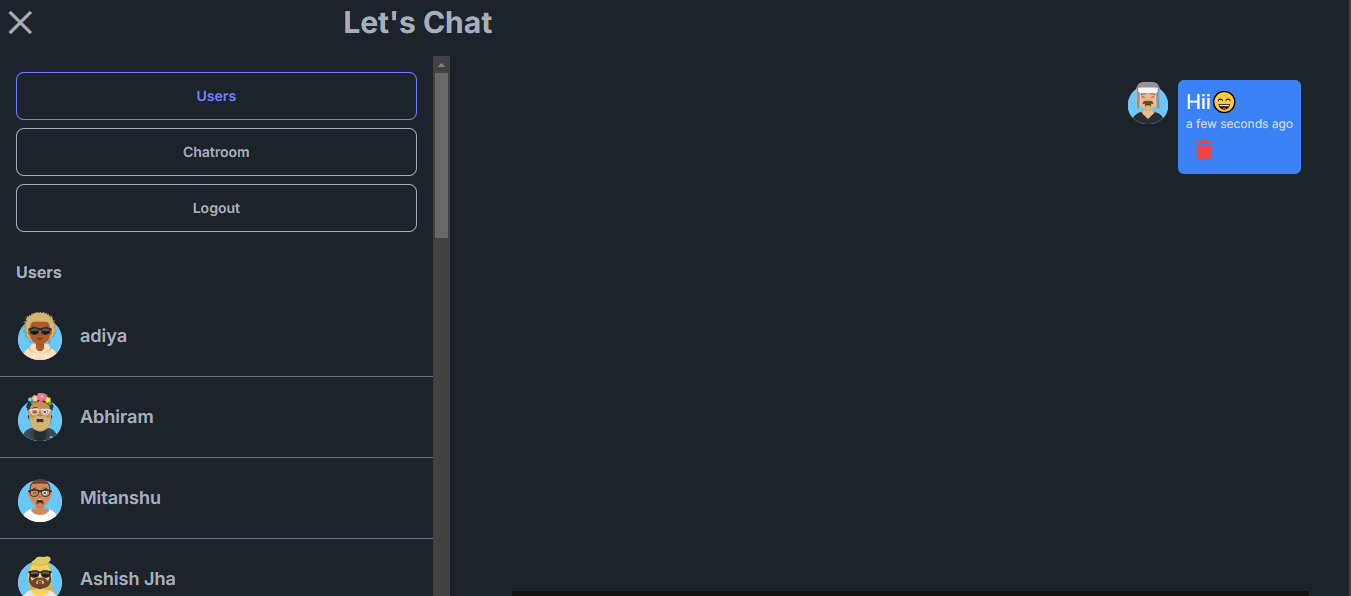 Let's Chat
Users
Chatroom
Logout
Users
adiya
Abhiram
Mitanshu
Ashish Jha
Hii😄
a few seconds ago